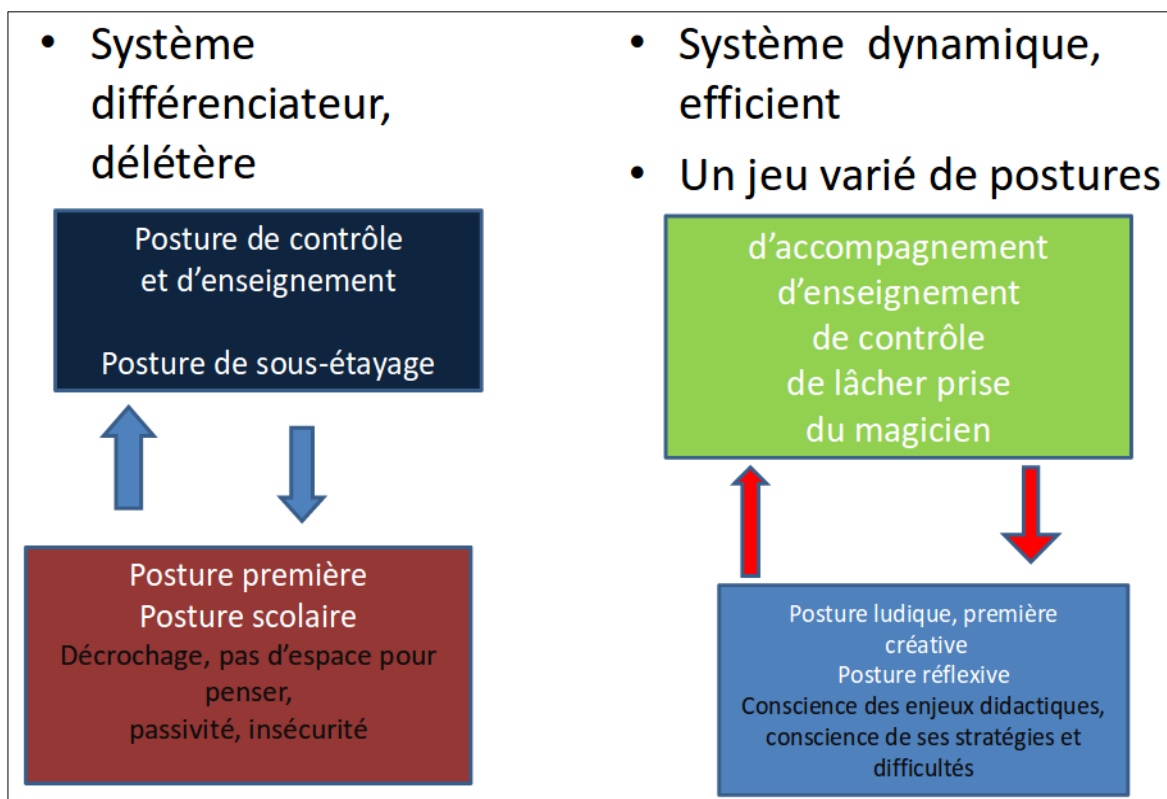 • Système
différenciateur,
délétère
Posture de contrôle
et d'enseignement
Posture de sous-étayage
Posture première
Posture scolaire
Décrochage, pas d'espace pour
penser,
passivité, insécurité
• Système dynamique,
efficient
• Un jeu varié de postures
d'accompagnement
d'enseignement
de contrôle
de lâcher prise
du magicien
Posture ludique, première
créative
Posture réflexive
Conscience des enjeux didactiques,
conscience de ses stratégies et
difficultés